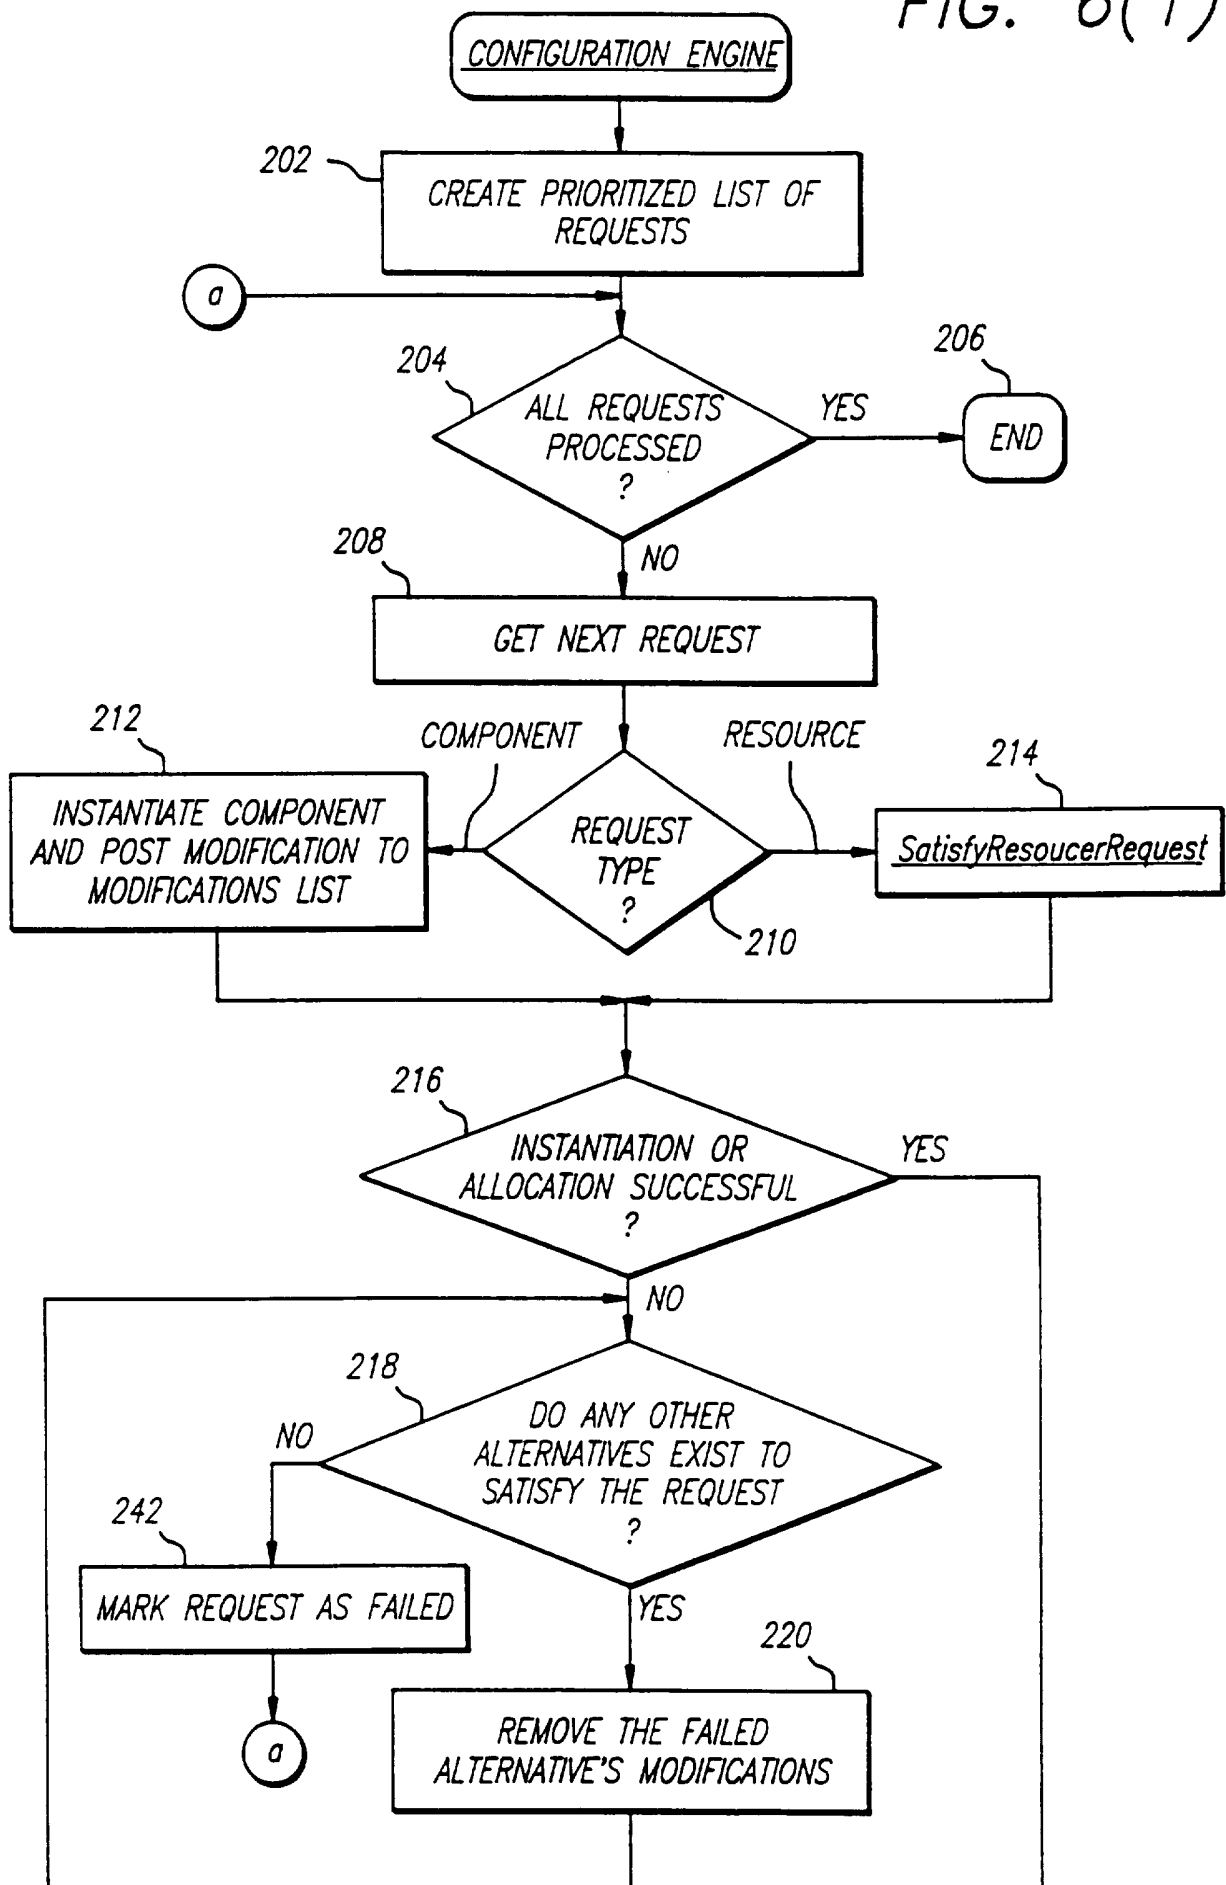 FIG. 6(1)
CONFIGURATION ENGINE
202
CREATE PRIORITIZED LIST OF
REQUESTS
a
204
ALL REQUESTS
PROCESSED
?
YES
206
END
NO
208
GET NEXT REQUEST
212
COMPONENT
RESOURCE
214
INSTANTIATE COMPONENT
AND POST MODIFICATION TO
MODIFICATIONS LIST
REQUEST
TYPE
?
SatisfyResoucerRequest
210
216
INSTANTIATION OR
ALLOCATION SUCCESSFUL
?
YES
NO
218
DO ANY OTHER
ALTERNATIVES EXIST TO
SATISFY THE REQUEST
?
NO
242
MARK REQUEST AS FAILED
YES
220
a
REMOVE THE FAILED
ALTERNATIVE'S MODIFICATIONS